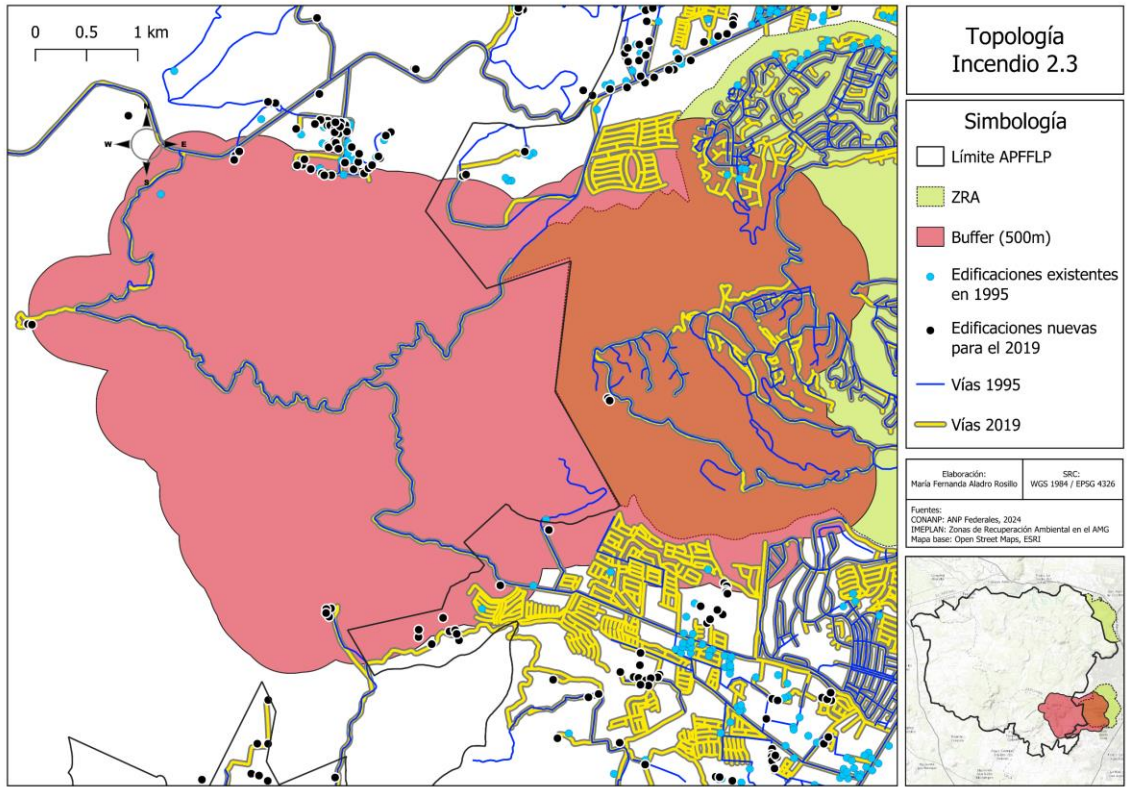 0 0.5 1 km
N
W E
S
Topología
Incendio 2.3
Simbología
Límite APFFLP
ZRA
Buffer (500m)
Edificaciones existentes
en 1995
Edificaciones nuevas
para el 2019
Vías 1995
Vías 2019
Elaboración:
María Fernanda Aladro Rosillo
SRC:
WGS 1984 / EPSG 4326
Fuentes:
CONANP: ANP Federales, 2024
IMEPLAN: Zonas de Recuperación Ambiental en el AMG
Mapa base: Open Street Maps, ESRI